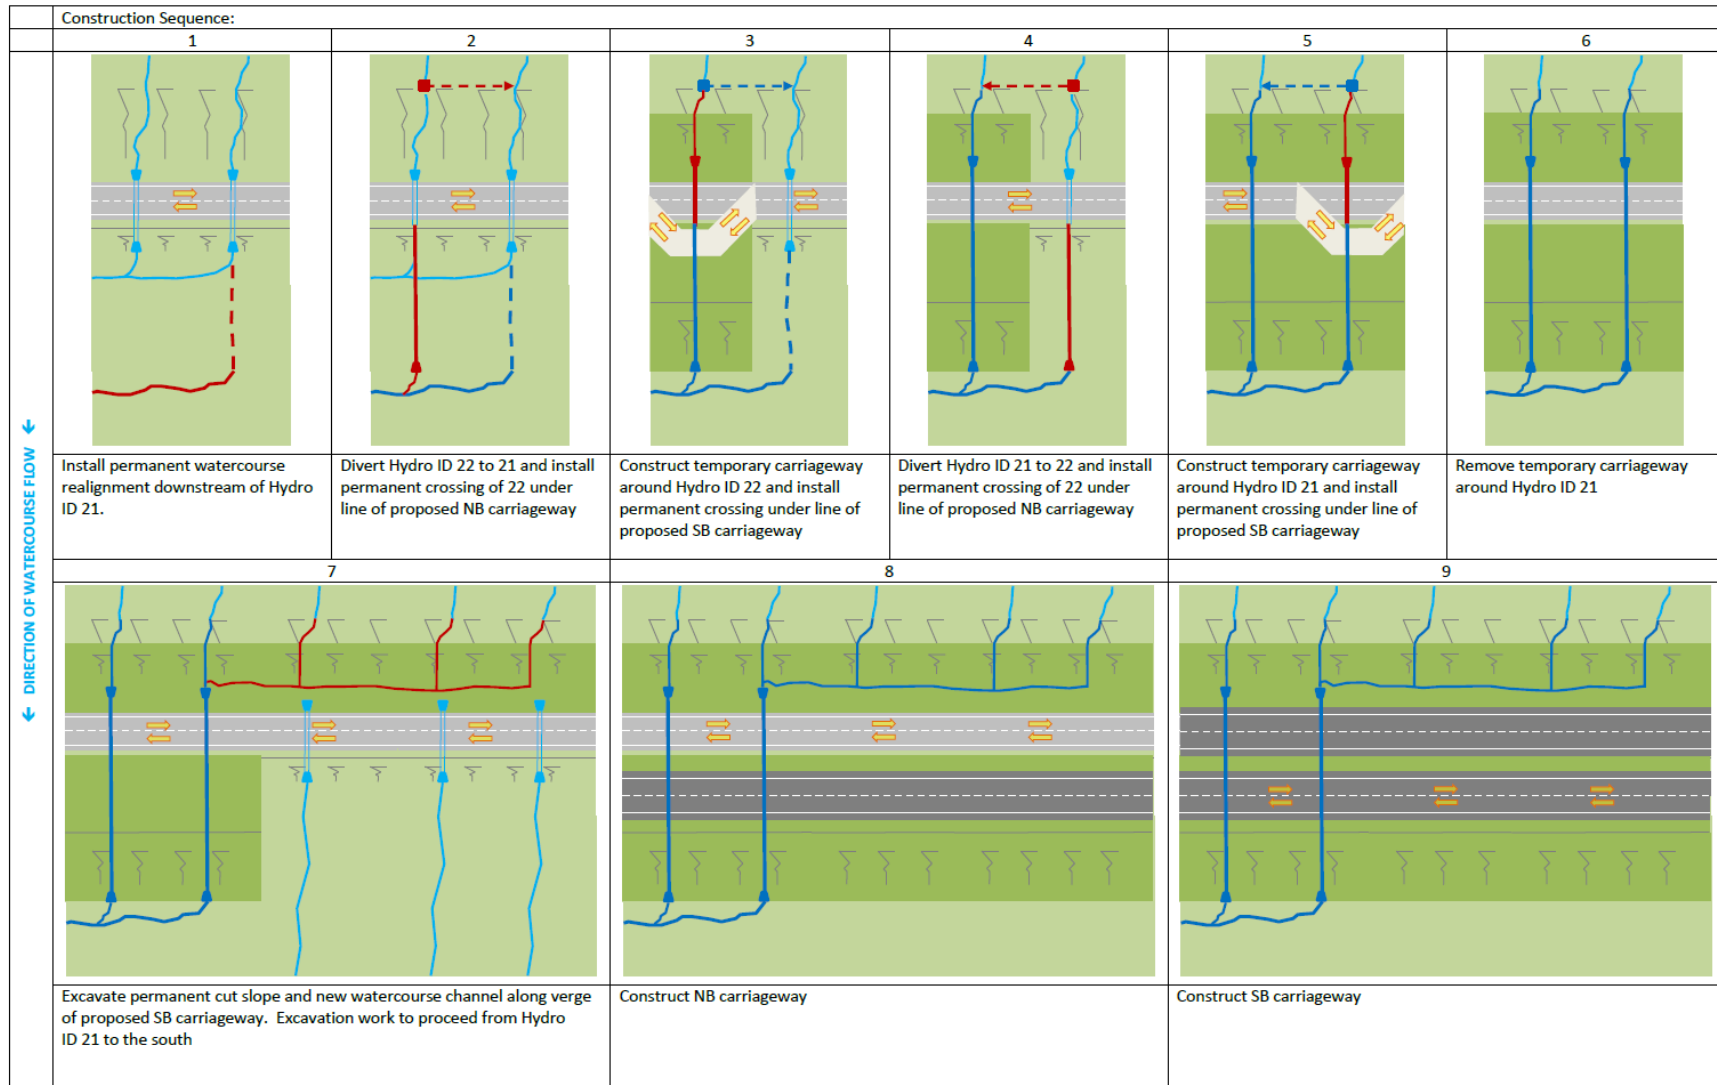 Construction Sequence:
1
2
3
4
5
6
← DIRECTION OF WATERCOURSE FLOW ←
Install permanent watercourse
realignment downstream of Hydro
ID 21.
Divert Hydro ID 22 to 21 and install
permanent crossing of 22 under
line of proposed NB carriageway
Construct temporary carriageway
around Hydro ID 22 and install
permanent crossing under line of
proposed SB carriageway
Divert Hydro ID 21 to 22 and install
permanent crossing of 22 under
line of proposed NB carriageway
Construct temporary carriageway
around Hydro ID 21 and install
permanent crossing under line of
proposed SB carriageway
Remove temporary carriageway
around Hydro ID 21
7
8
9
Excavate permanent cut slope and new watercourse channel along verge
of proposed SB carriageway.  Excavation work to proceed from Hydro
ID 21 to the south
Construct NB carriageway
Construct SB carriageway